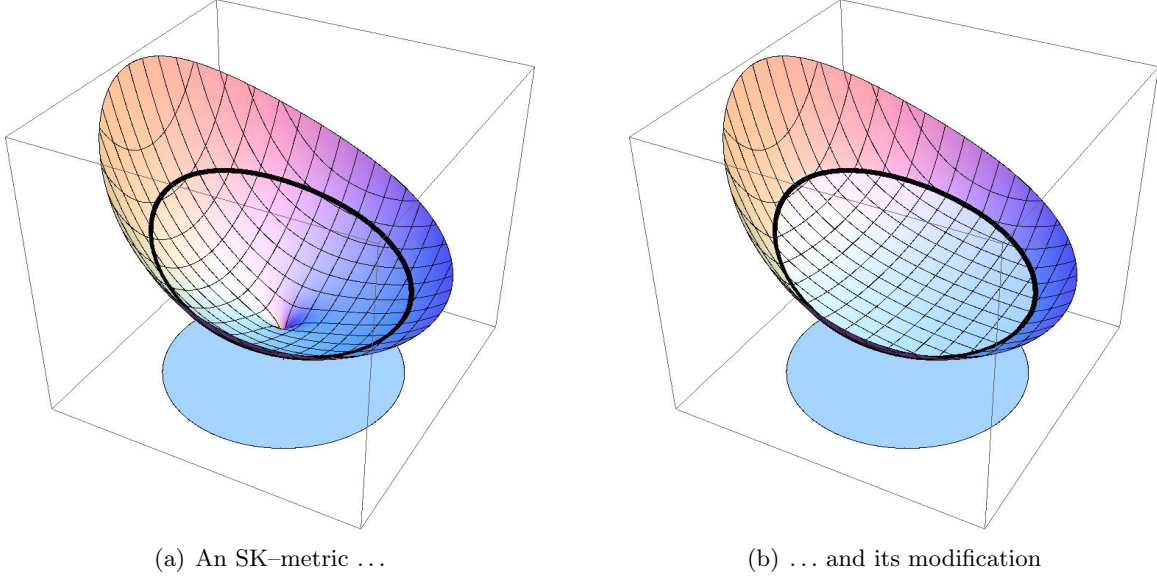 (a) An SK–metric ...
(b) ... and its modification